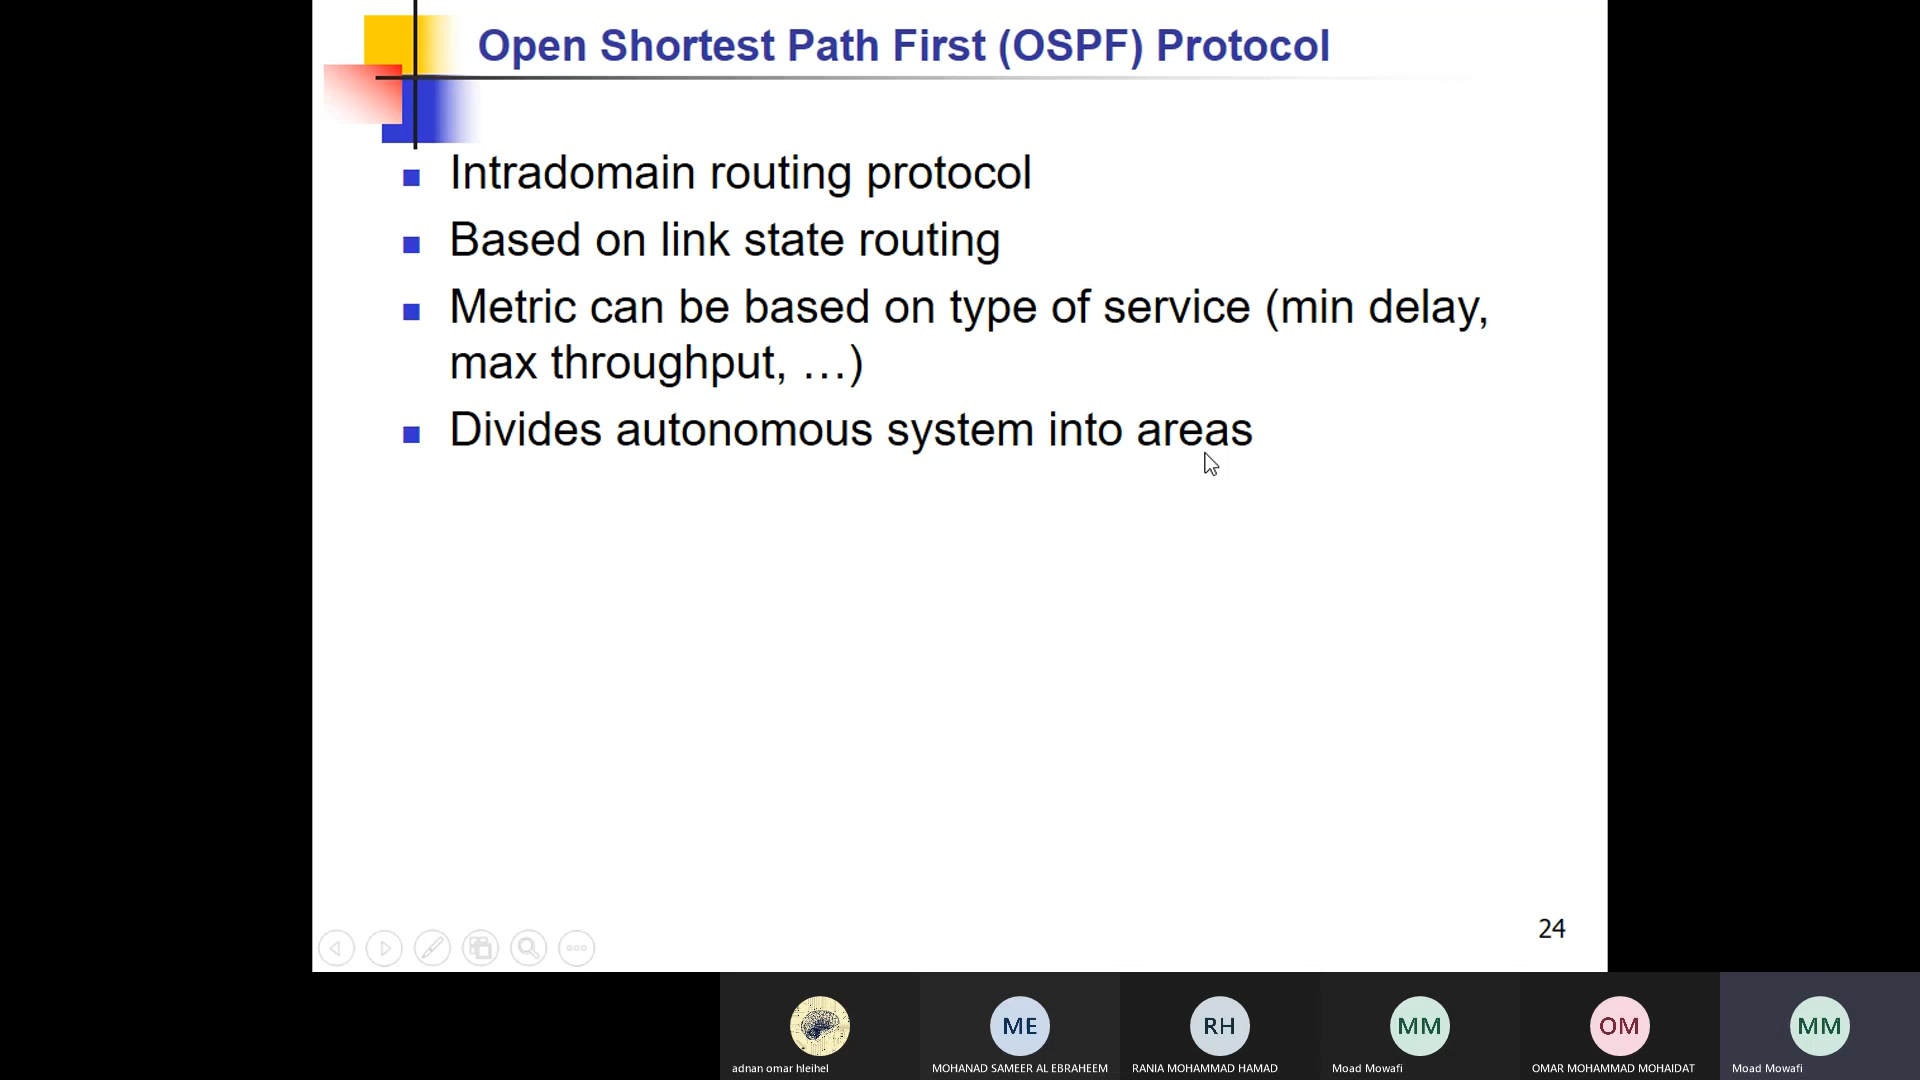 Open Shortest Path First (OSPF) Protocol
Intradomain routing protocol
Based on link state routing
Metric can be based on type of service (min delay,
max throughput, …)
Divides autonomous system into areas
24
ME
RH
MM
OM
MM
adnan omar hleihel
MOHANAD SAMEER AL EBRAHEEM
RANIA MOHAMMAD HAMAD
Moad Mowafi
OMAR MOHAMMAD MOHAIDAT
Moad Mowafi